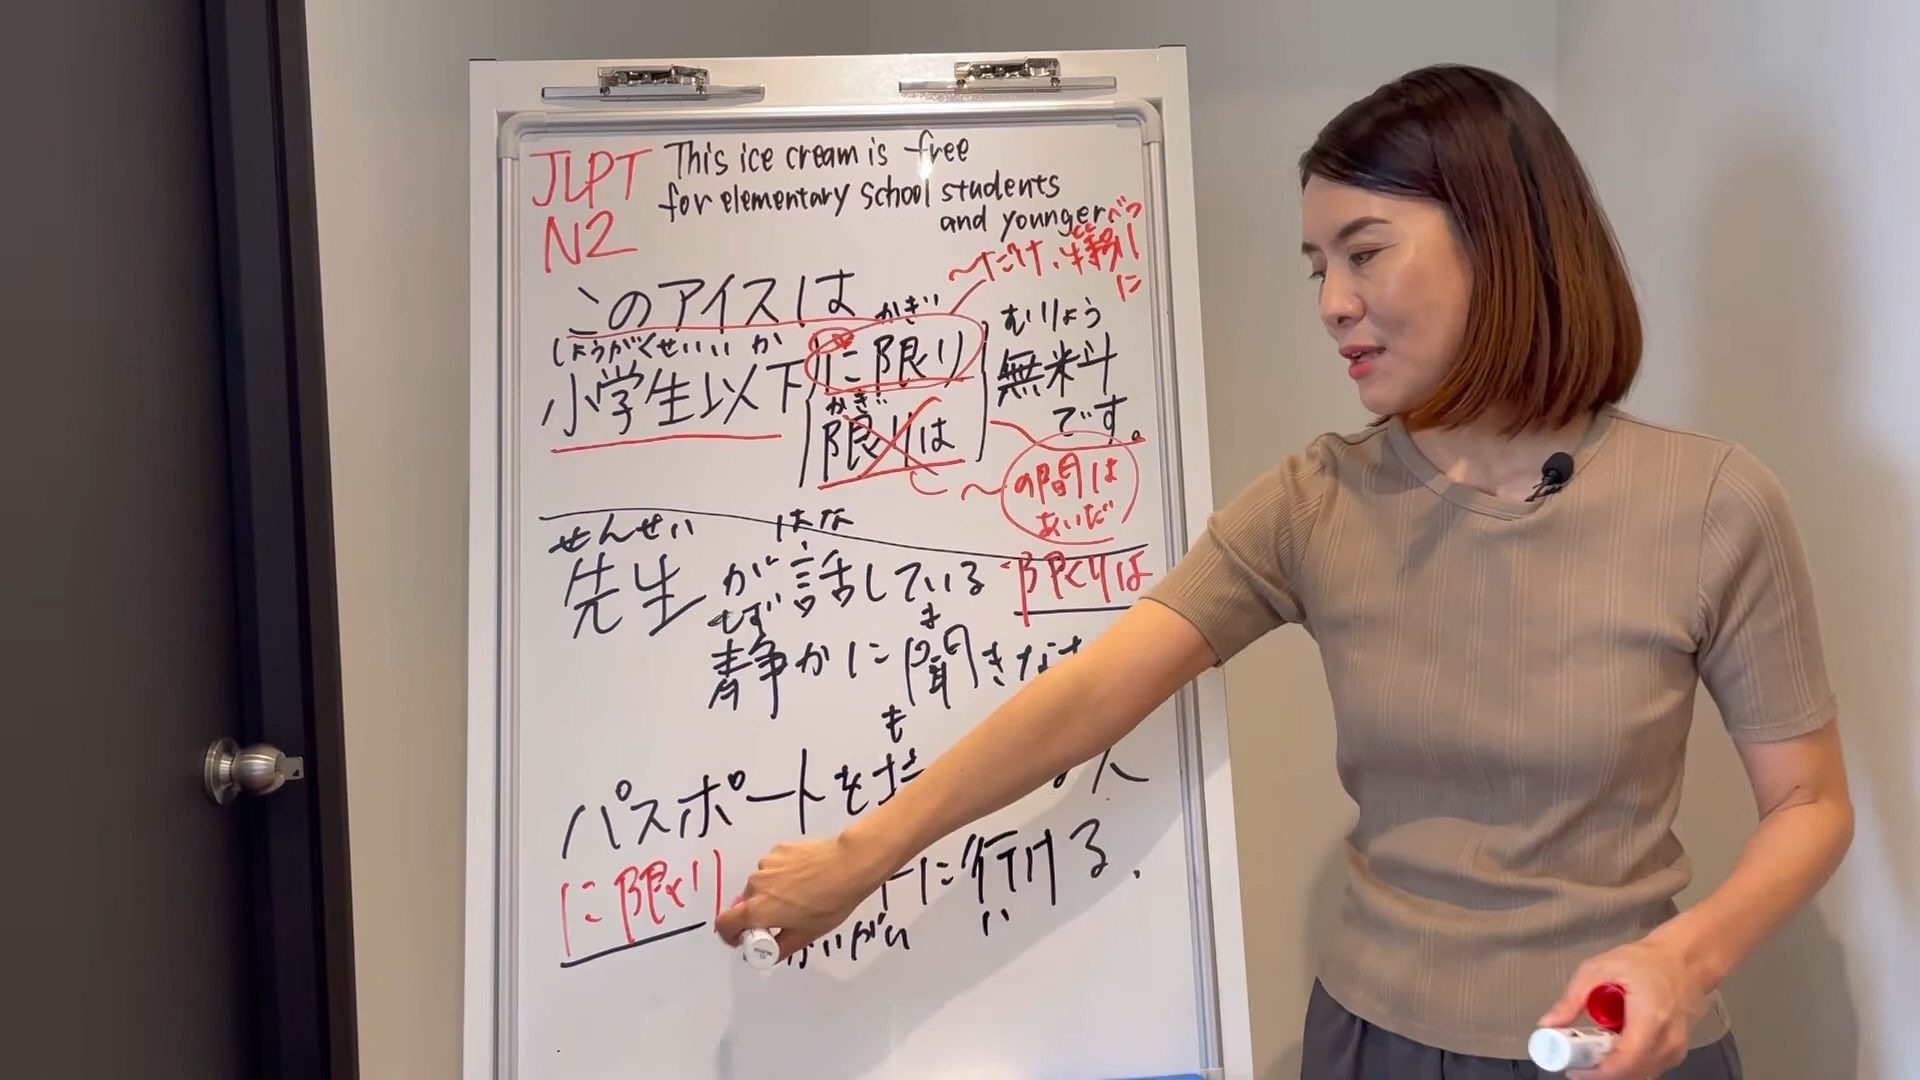 JLPT
N2
This ice cream is free
for elementary school students
and younger
べつ
～だけ、特別
に
このアイスは
かぎ
むりょう
しょうがくせいいか
小学生以下
に限り
無料
です。
かぎ
限りは
～の間は
あいだ
せんせい
はな
先生が話している限りは
しず
き
静かに聞きな
も
パスポートを
人
に限り
に行ける.
いがい
い